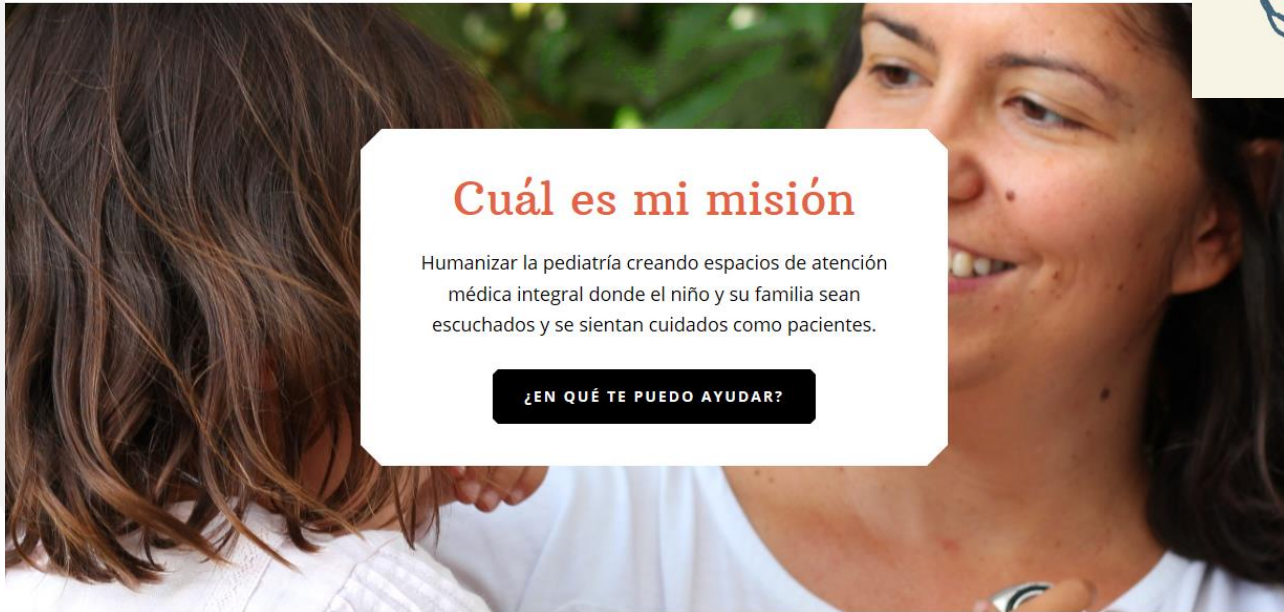 Cuál es mi misión
Humanizar la pediatría creando espacios de atención
médica integral donde el niño y su familia sean
escuchados y se sientan cuidados como pacientes.
¿EN QUÉ TE PUEDO AYUDAR?